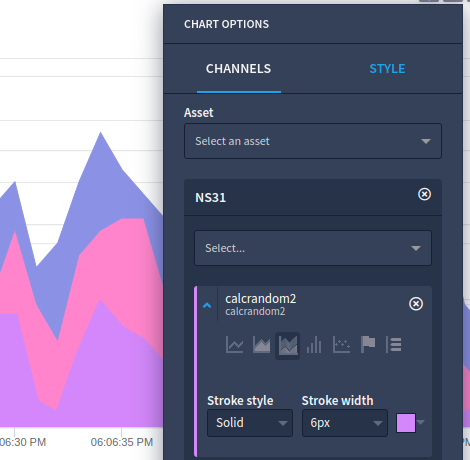 CHART OPTIONS
CHANNELS
STYLE
Asset
Select an asset
NS31
Select...
calcrandom2
calcrandom2
Stroke style
Stroke width
Solid
6px
06:30 PM
06:06:35 PM
PM